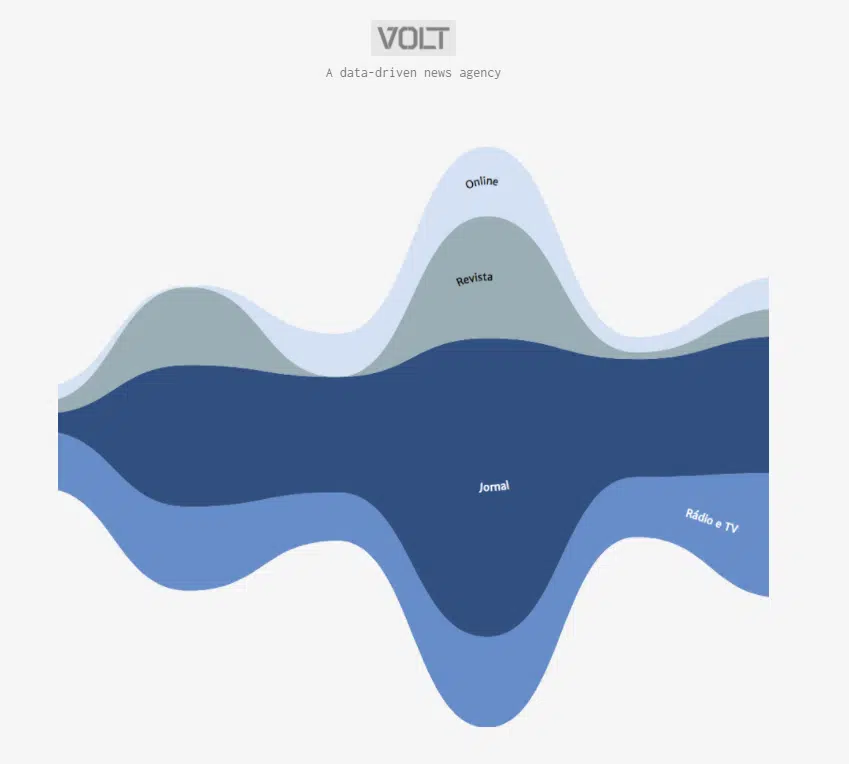 VOLT
A data-driven news agency
Online
Revista
Jornal
Rádio e TV